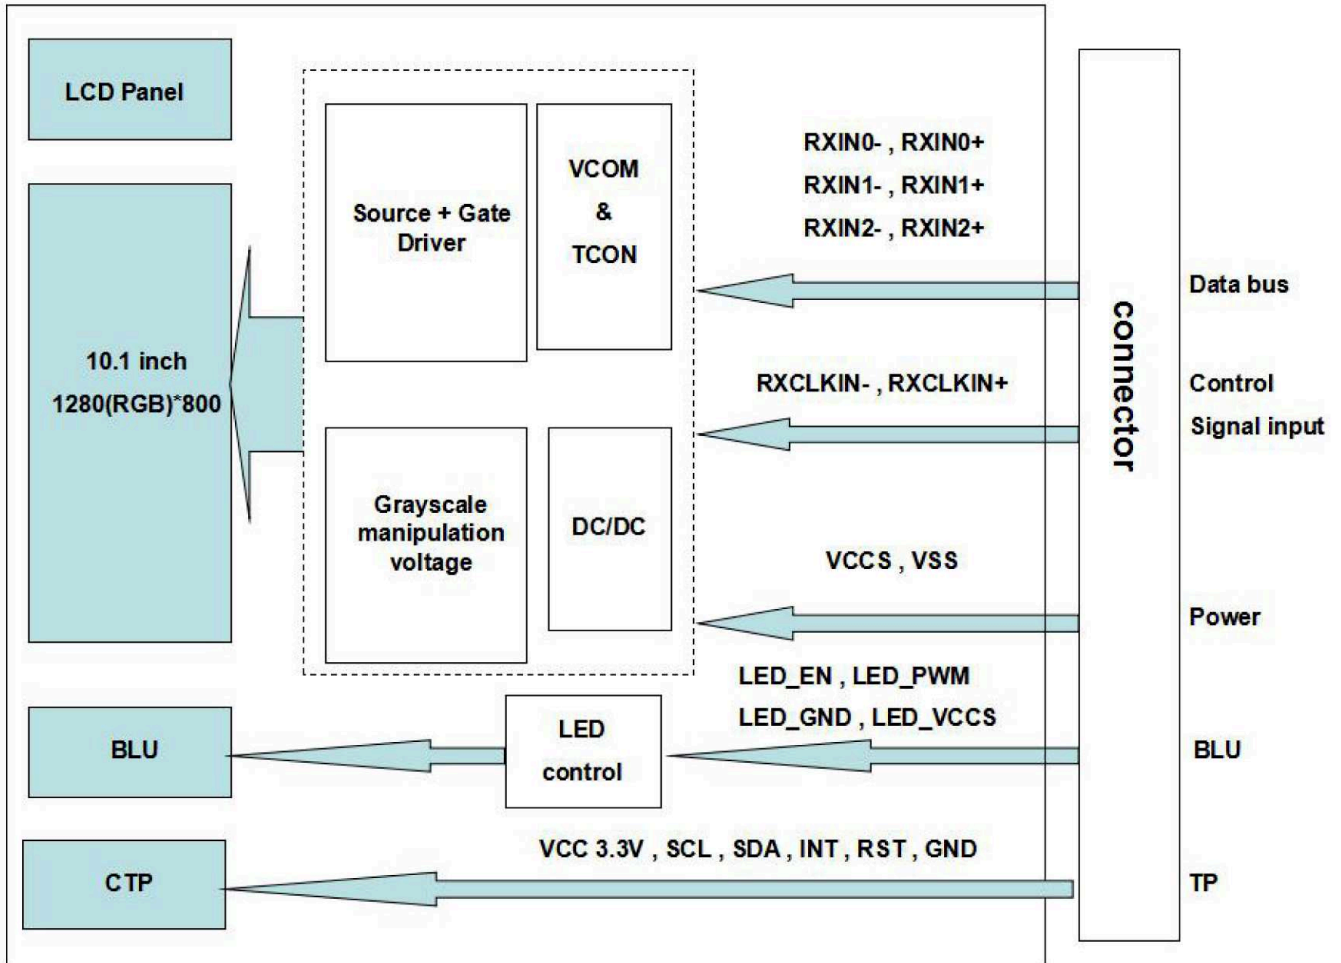 LCD Panel
10.1 inch
1280(RGB)*800
Source + Gate
Driver
VCOM
&
TCON
Grayscale
manipulation
voltage
DC/DC
RXIN0- , RXIN0+
RXIN1- , RXIN1+
RXIN2- , RXIN2+
RXCLKIN- , RXCLKIN+
VCCS , VSS
LED_EN , LED_PWM
LED_GND , LED_VCCS
BLU
LED
control
CTP
VCC 3.3V , SCL , SDA , INT , RST , GND
connector
Data bus
Control
Signal input
Power
BLU
TP